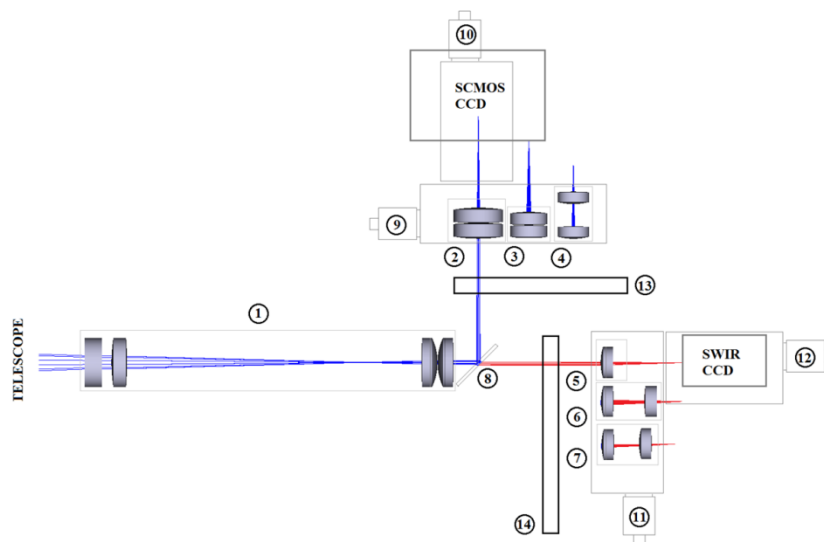 ⑩
SCMOS
CCD
⑨
② ③ ④
⑬
①
TELESCOPE
⑧
⑤
SWIR
CCD
⑫
⑥
⑦
⑭
⑪